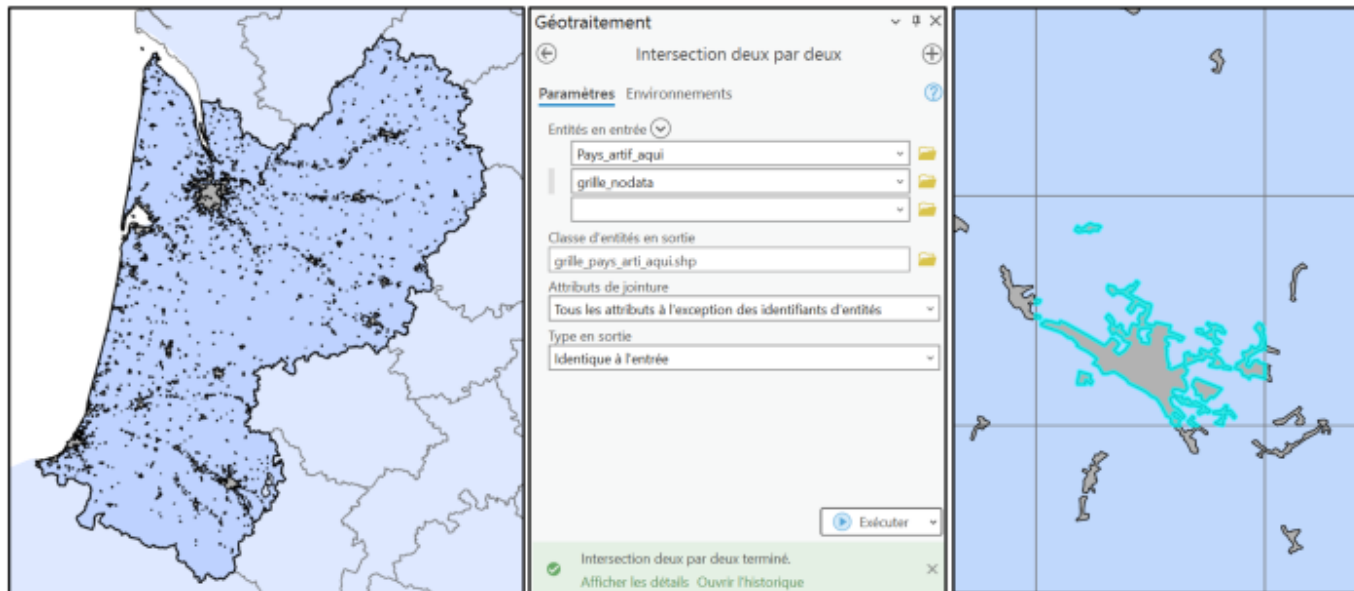 Géotraitement
Intersection deux par deux
Paramètres Environnements
Entités en entrée
Pays_artif_aqui
grille_nodata
Classe d'entités en sortie
grille_pays_arti_aqui.shp
Attributs de jointure
Tous les attributs à l'exception des identifiants d'entités
Type en sortie
Identique à l'entrée
Exécuter
Intersection deux par deux terminé.
Afficher les détails Ouvrir l'historique